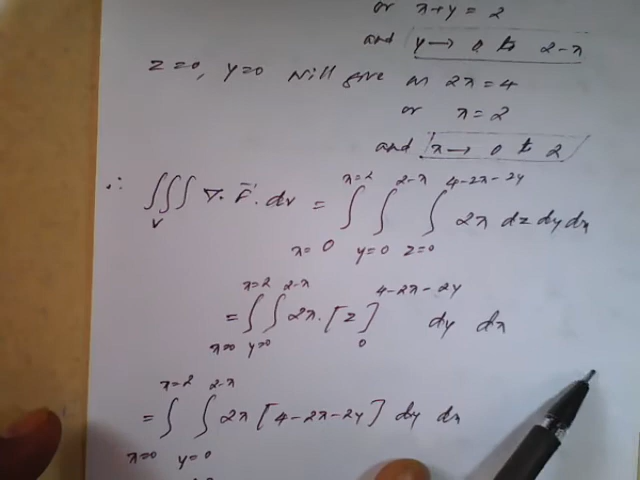 or x+y = 2
and y → 0 to 2-x
z=0, y=0 will give us 2x = 4
or x = 2
and x → 0 to 2
∴ ∭_V ∇·F⃗ . dv = ∫_{x=0}^{x=2} ∫_{y=0}^{2-x} ∫_{z=0}^{4-2x-2y} 2x dz dy dx
= ∫_{x=0}^{x=2} ∫_{y=0}^{2-x} 2x · [z]_0^{4-2x-2y} dy dx
= ∫_{x=0}^{x=2} ∫_{y=0}^{2-x} 2x [4-2x-2y] dy dx